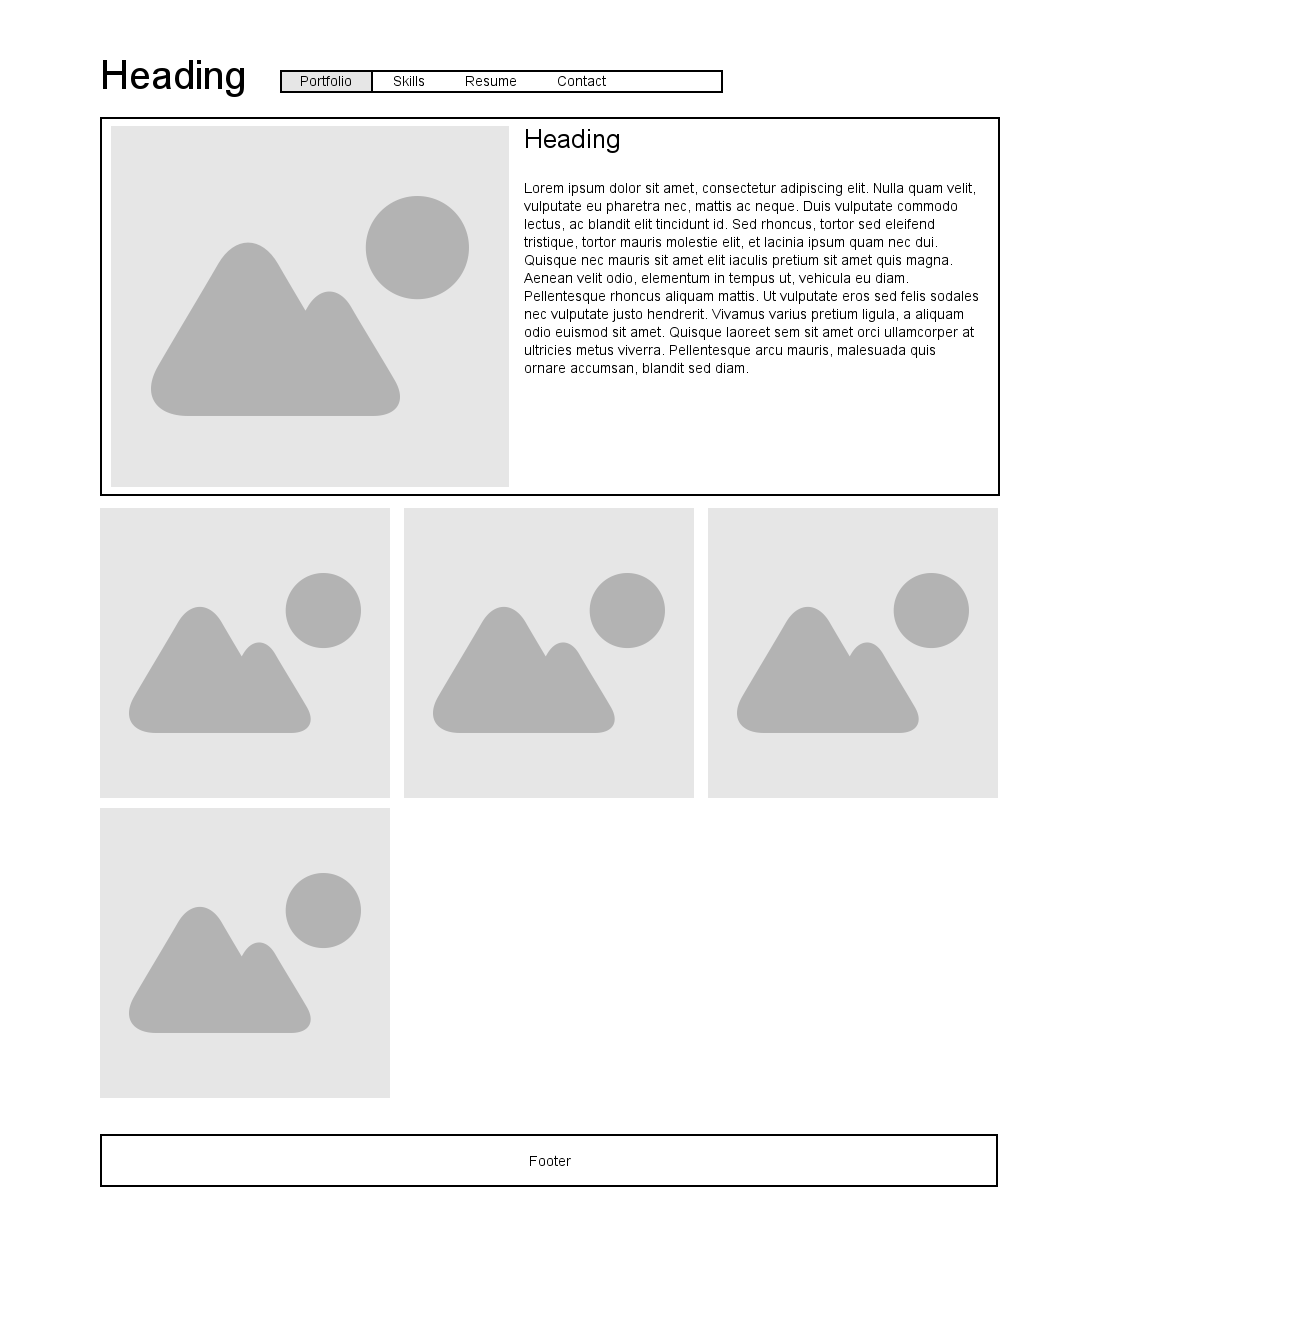 Heading
Portfolio Skills Resume Contact
Heading
Lorem ipsum dolor sit amet, consectetur adipiscing elit. Nulla quam velit,
vulputate eu pharetra nec, mattis ac neque. Duis vulputate commodo
lectus, ac blandit elit tincidunt id. Sed rhoncus, tortor sed eleifend
tristique, tortor mauris molestie elit, et lacinia ipsum quam nec dui.
Quisque nec mauris sit amet elit iaculis pretium sit amet quis magna.
Aenean velit odio, elementum in tempus ut, vehicula eu diam.
Pellentesque rhoncus aliquam mattis. Ut vulputate eros sed felis sodales
nec vulputate justo hendrerit. Vivamus varius pretium ligula, a aliquam
odio euismod sit amet. Quisque laoreet sem sit amet orci ullamcorper at
ultricies metus viverra. Pellentesque arcu mauris, malesuada quis
ornare accumsan, blandit sed diam.
Footer